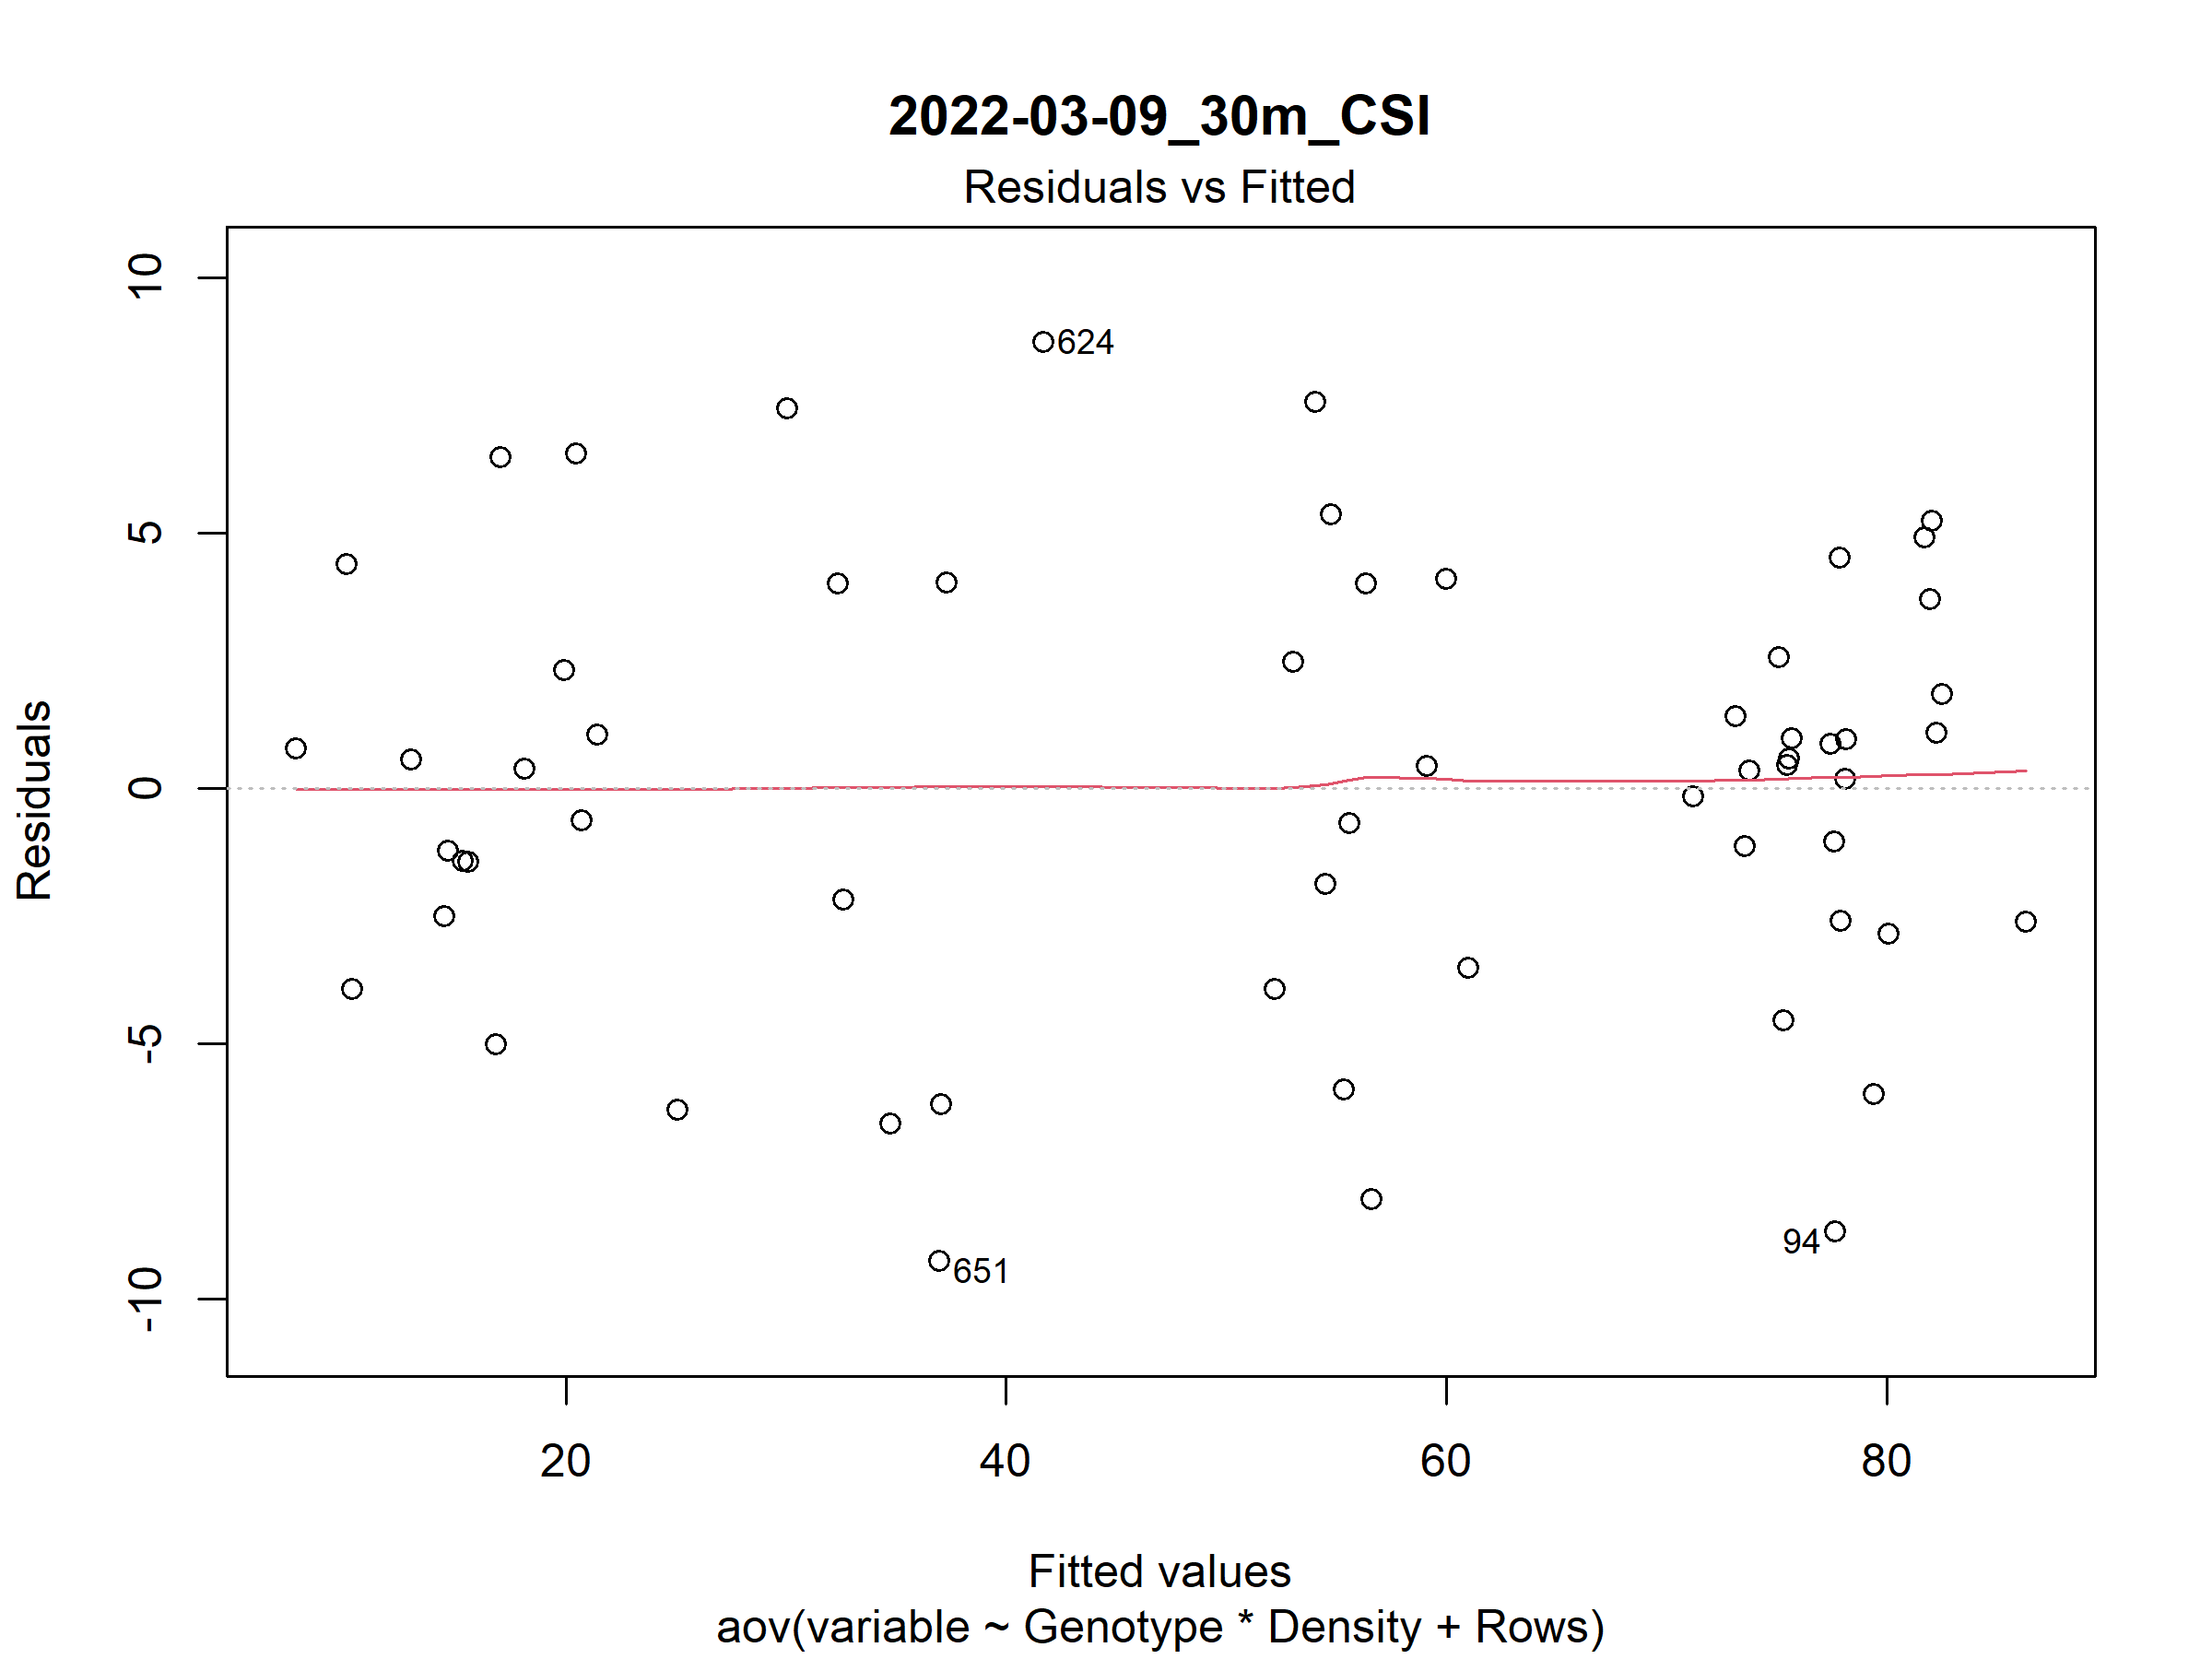 2022-03-09_30m_CSI
Residuals vs Fitted
10
5
0
-5
-10
Residuals
624
651
94
20 40 60 80
Fitted values
aov(variable ~ Genotype * Density + Rows)